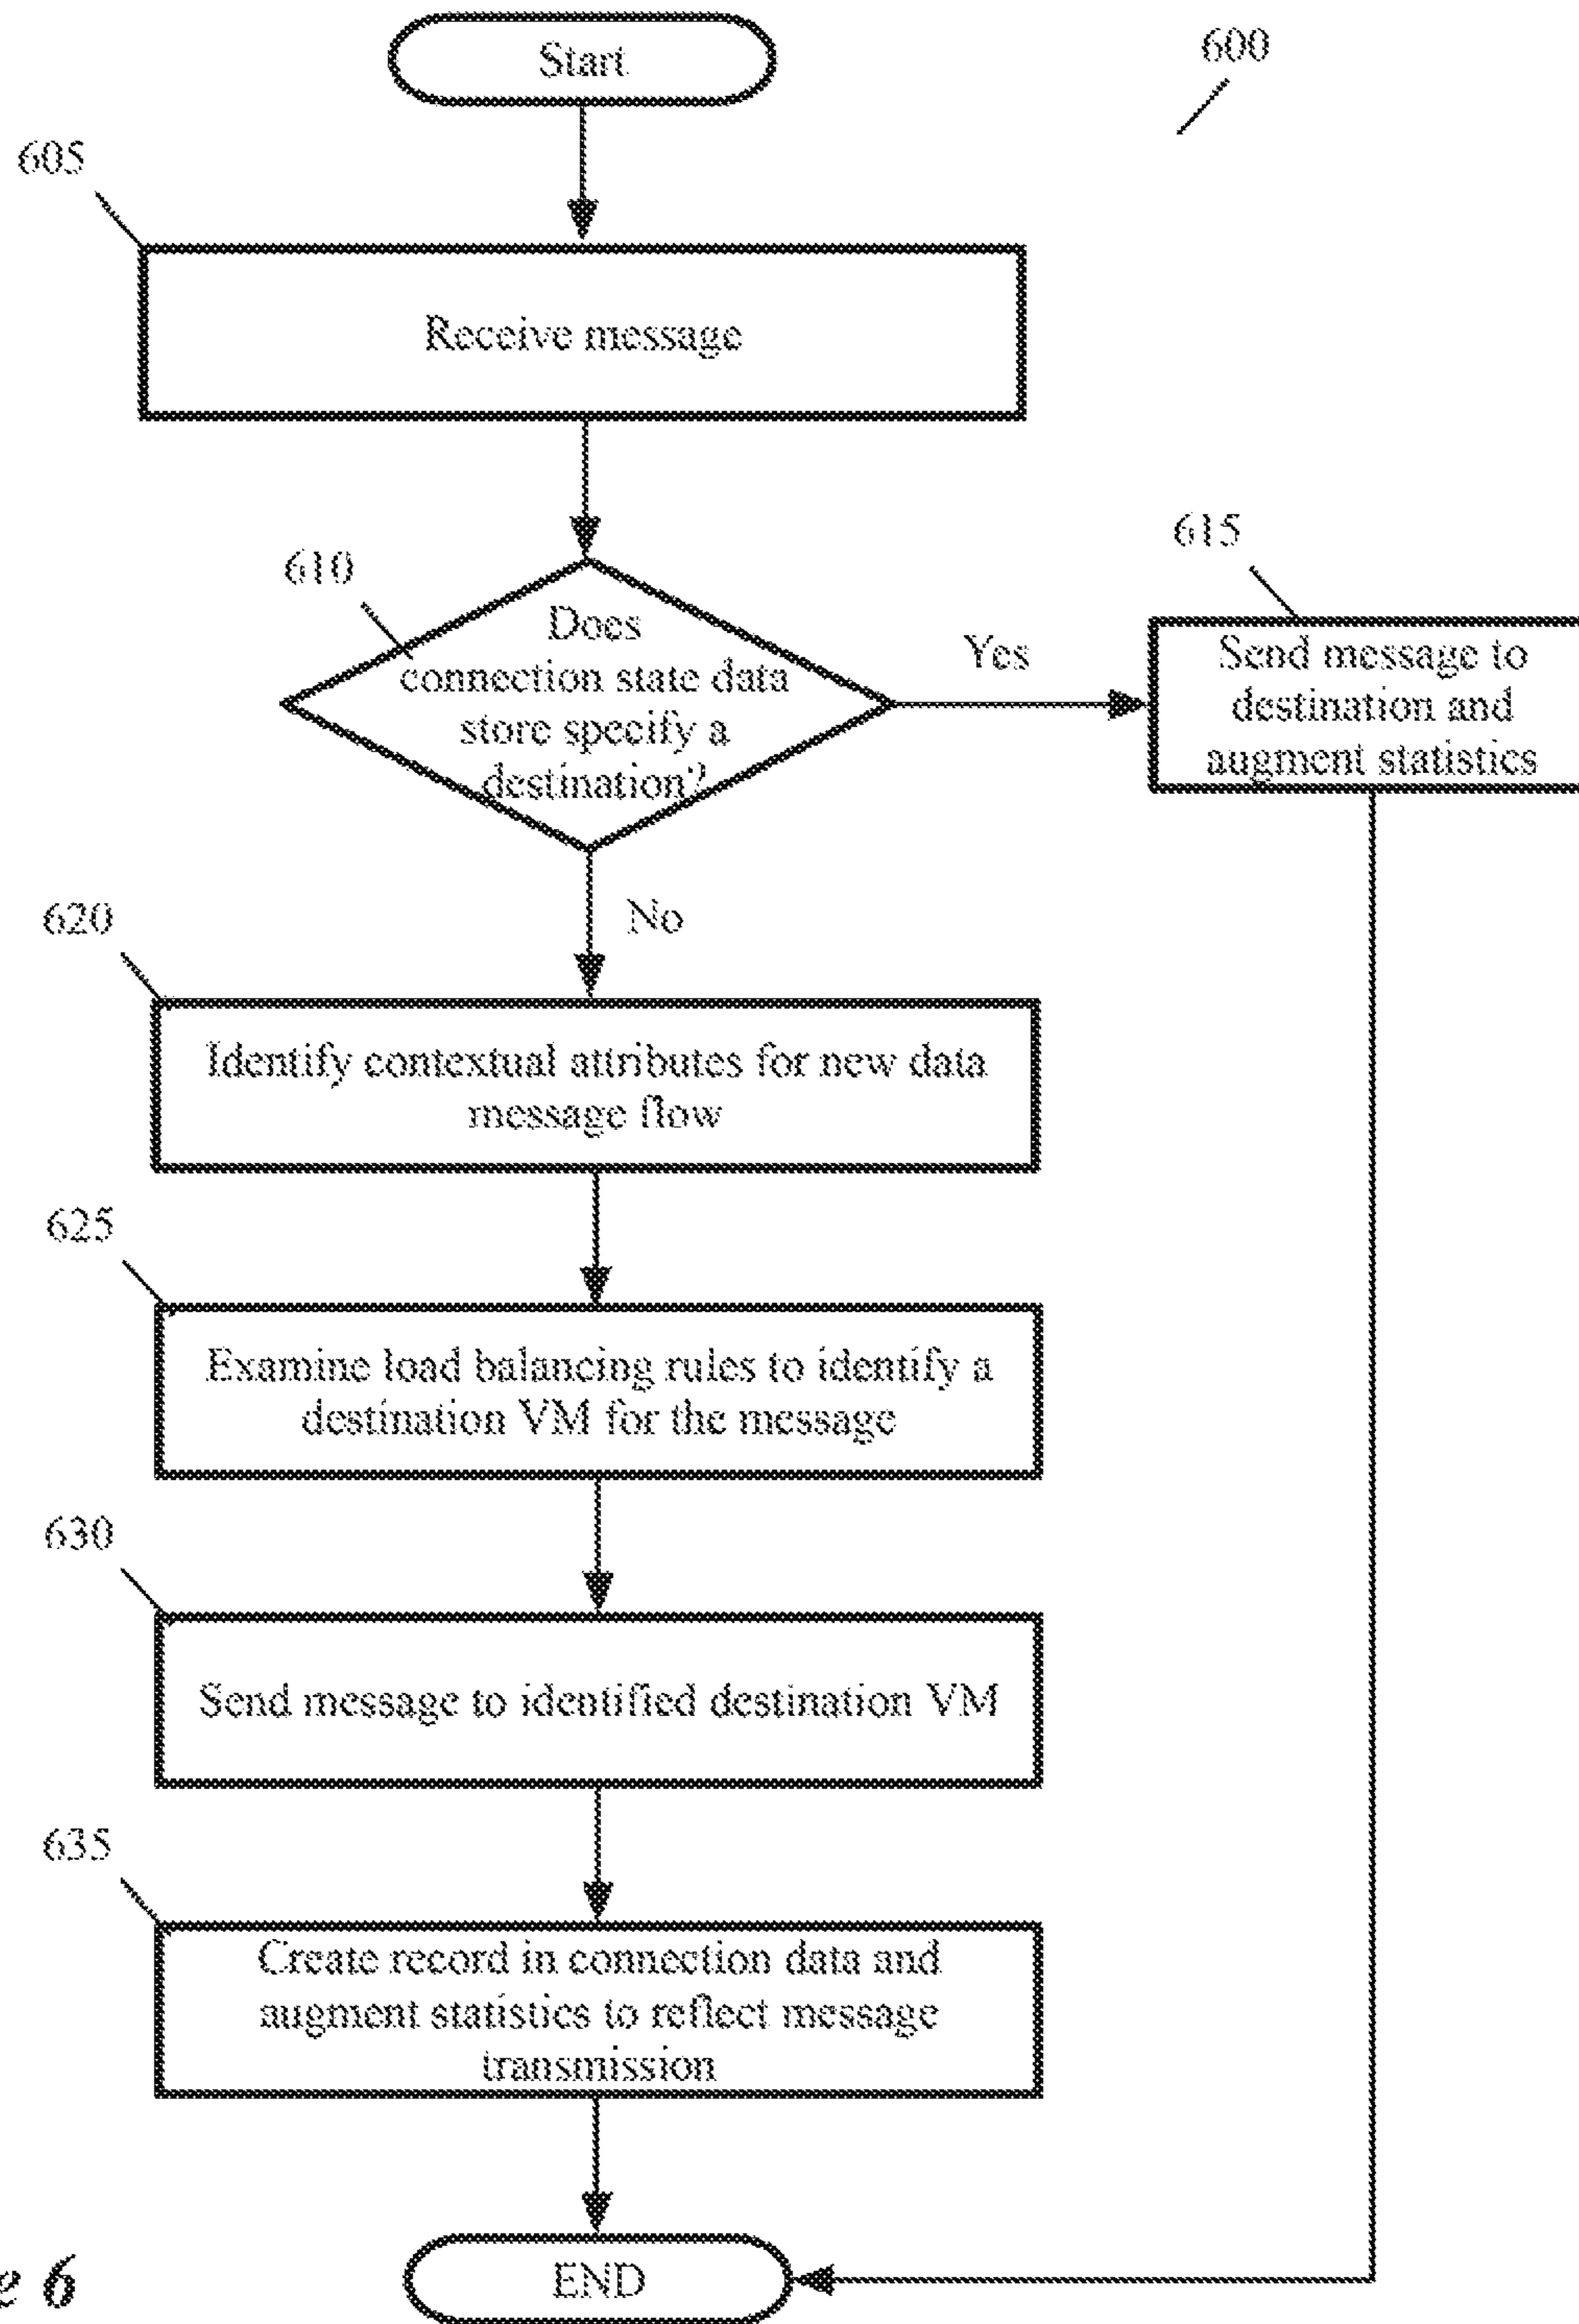 Start
600
605
Receive message
610
Does
connection state data
store specify a
destination?
Yes
615
Send message to
destination and
augment statistics
No
620
Identify contextual attributes for new data
message flow
625
Examine load balancing rules to identify a
destination VM for the message
630
Send message to identified destination VM
635
Create record in connection data and
augment statistics to reflect message
transmission
END
e 6